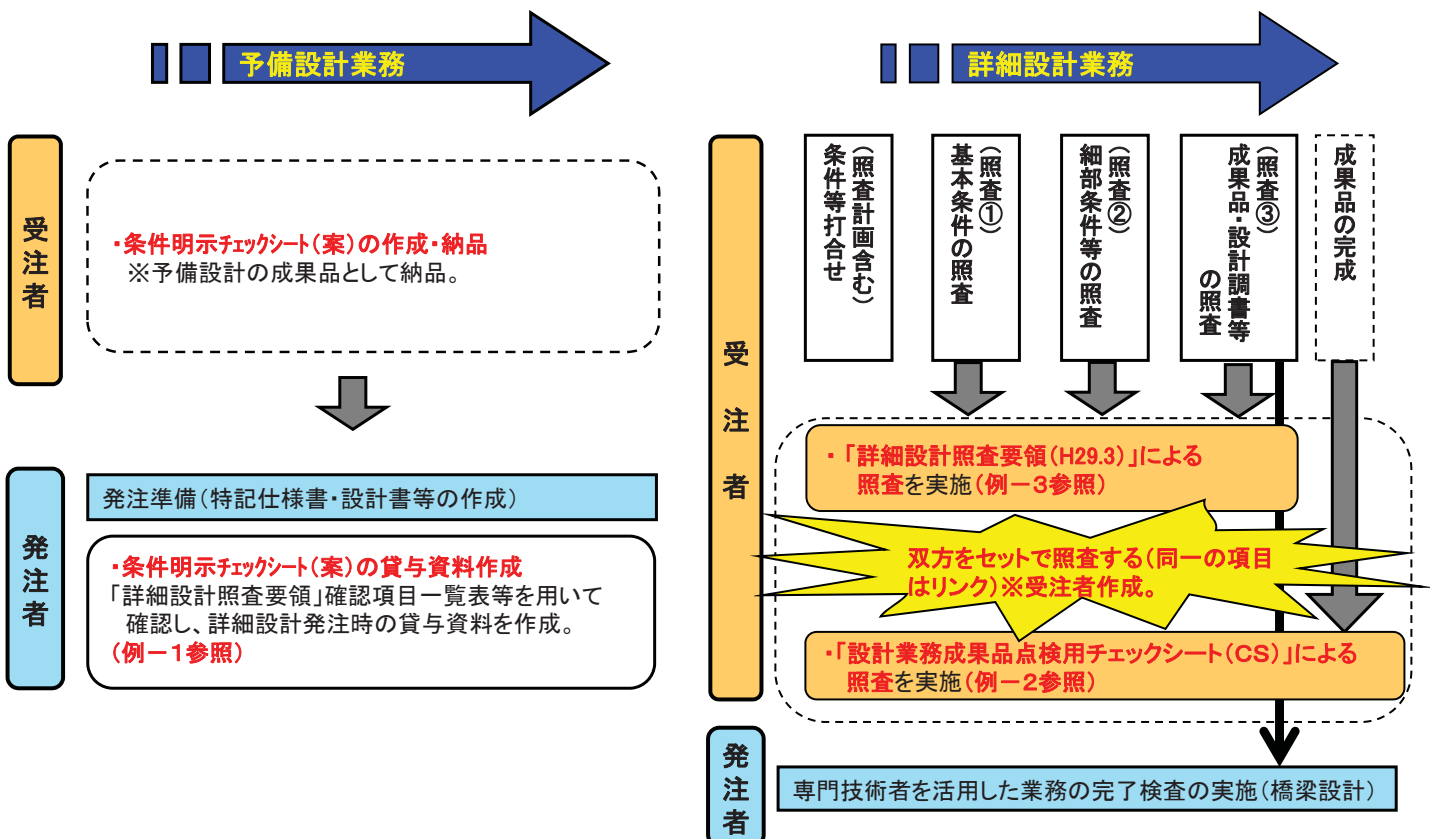 予備設計業務
受注者
・条件明示チェックシート(案)の作成・納品
※予備設計の成果品として納品。
発注者
発注準備(特記仕様書・設計書等の作成)
・条件明示チェックシート(案)の貸与資料作成
「詳細設計照査要領」確認項目一覧表等を用いて
確認し、詳細設計発注時の貸与資料を作成。
(例－1参照)
詳細設計業務
受注者
条件等打合せ
(照査計画含む)
(照査①)
基本条件の照査
(照査②)
細部条件等の照査
(照査③)
成果品・設計調書等
の照査
成果品の完成
・「詳細設計照査要領(H29.3)」による
照査を実施(例－3参照)
双方をセットで照査する(同一の項目
はリンク)※受注者作成。
・「設計業務成果品点検用チェックシート(CS)」による
照査を実施(例－2参照)
発注者
専門技術者を活用した業務の完了検査の実施(橋梁設計)